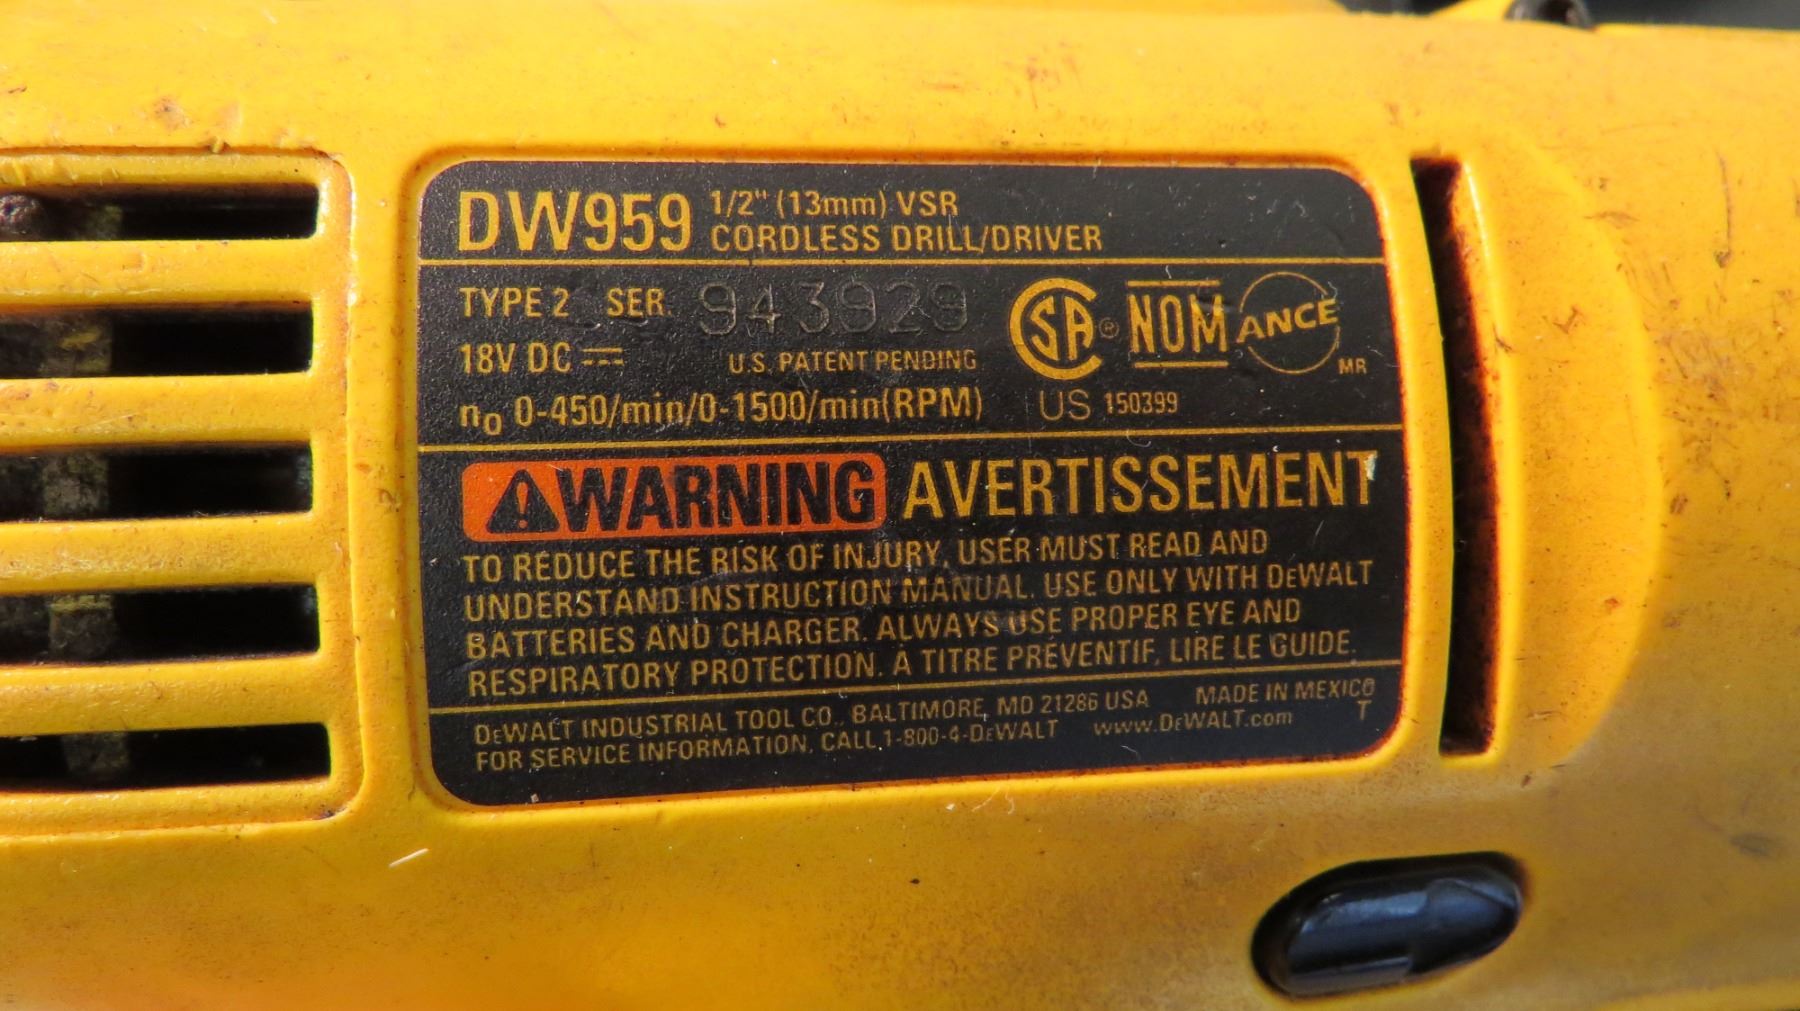 DW959 1/2" (13mm) VSR
CORDLESS DRILL/DRIVER
TYPE 2 SER. 943929
18V DC U.S. PATENT PENDING
n₀ 0-450/min/0-1500/min(RPM)
SA ® NOM ANCE MR
US 150399
WARNING AVERTISSEMENT
TO REDUCE THE RISK OF INJURY, USER MUST READ AND
UNDERSTAND INSTRUCTION MANUAL. USE ONLY WITH DEWALT
BATTERIES AND CHARGER. ALWAYS USE PROPER EYE AND
RESPIRATORY PROTECTION. À TITRE PRÉVENTIF, LIRE LE GUIDE.
DEWALT INDUSTRIAL TOOL CO., BALTIMORE, MD 21286 USA MADE IN MEXICO
FOR SERVICE INFORMATION, CALL 1-800-4-DEWALT www.DEWALT.com T